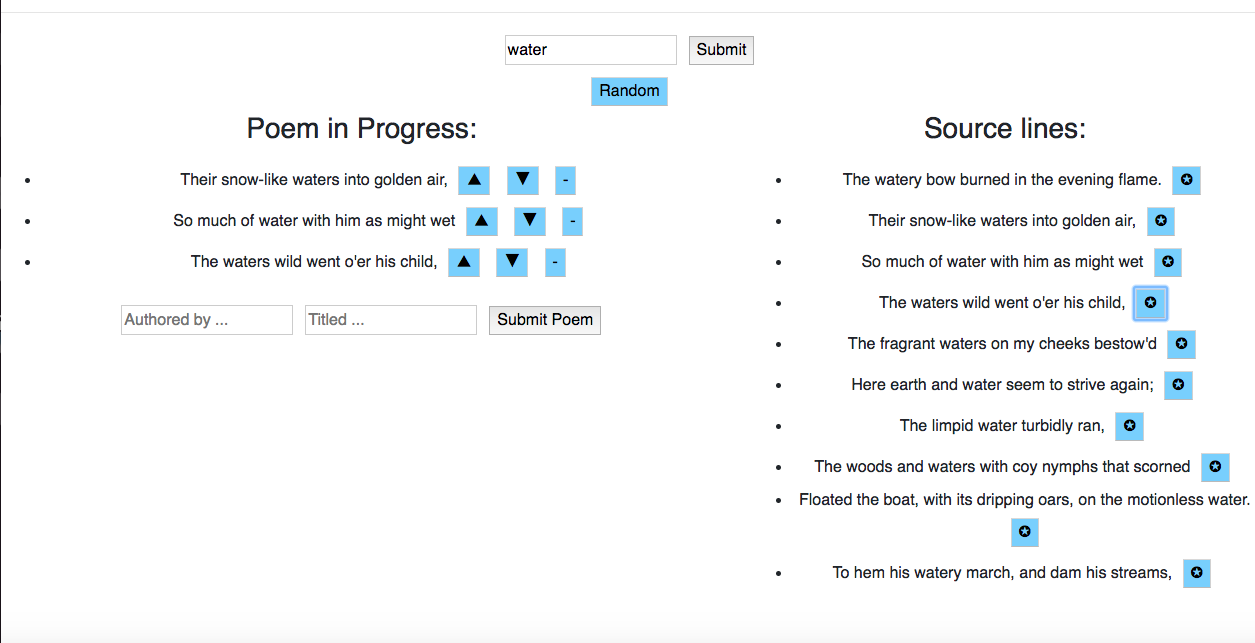 water Submit
Random
Poem in Progress:
Their snow-like waters into golden air, ▲ ▼ -
So much of water with him as might wet ▲ ▼ -
The waters wild went o'er his child, ▲ ▼ -
Authored by ... Titled ... Submit Poem
Source lines:
The watery bow burned in the evening flame. ✪
Their snow-like waters into golden air, ✪
So much of water with him as might wet ✪
The waters wild went o'er his child, ✪
The fragrant waters on my cheeks bestow'd ✪
Here earth and water seem to strive again; ✪
The limpid water turbidly ran, ✪
The woods and waters with coy nymphs that scorned ✪
Floated the boat, with its dripping oars, on the motionless water.
✪
To hem his watery march, and dam his streams, ✪